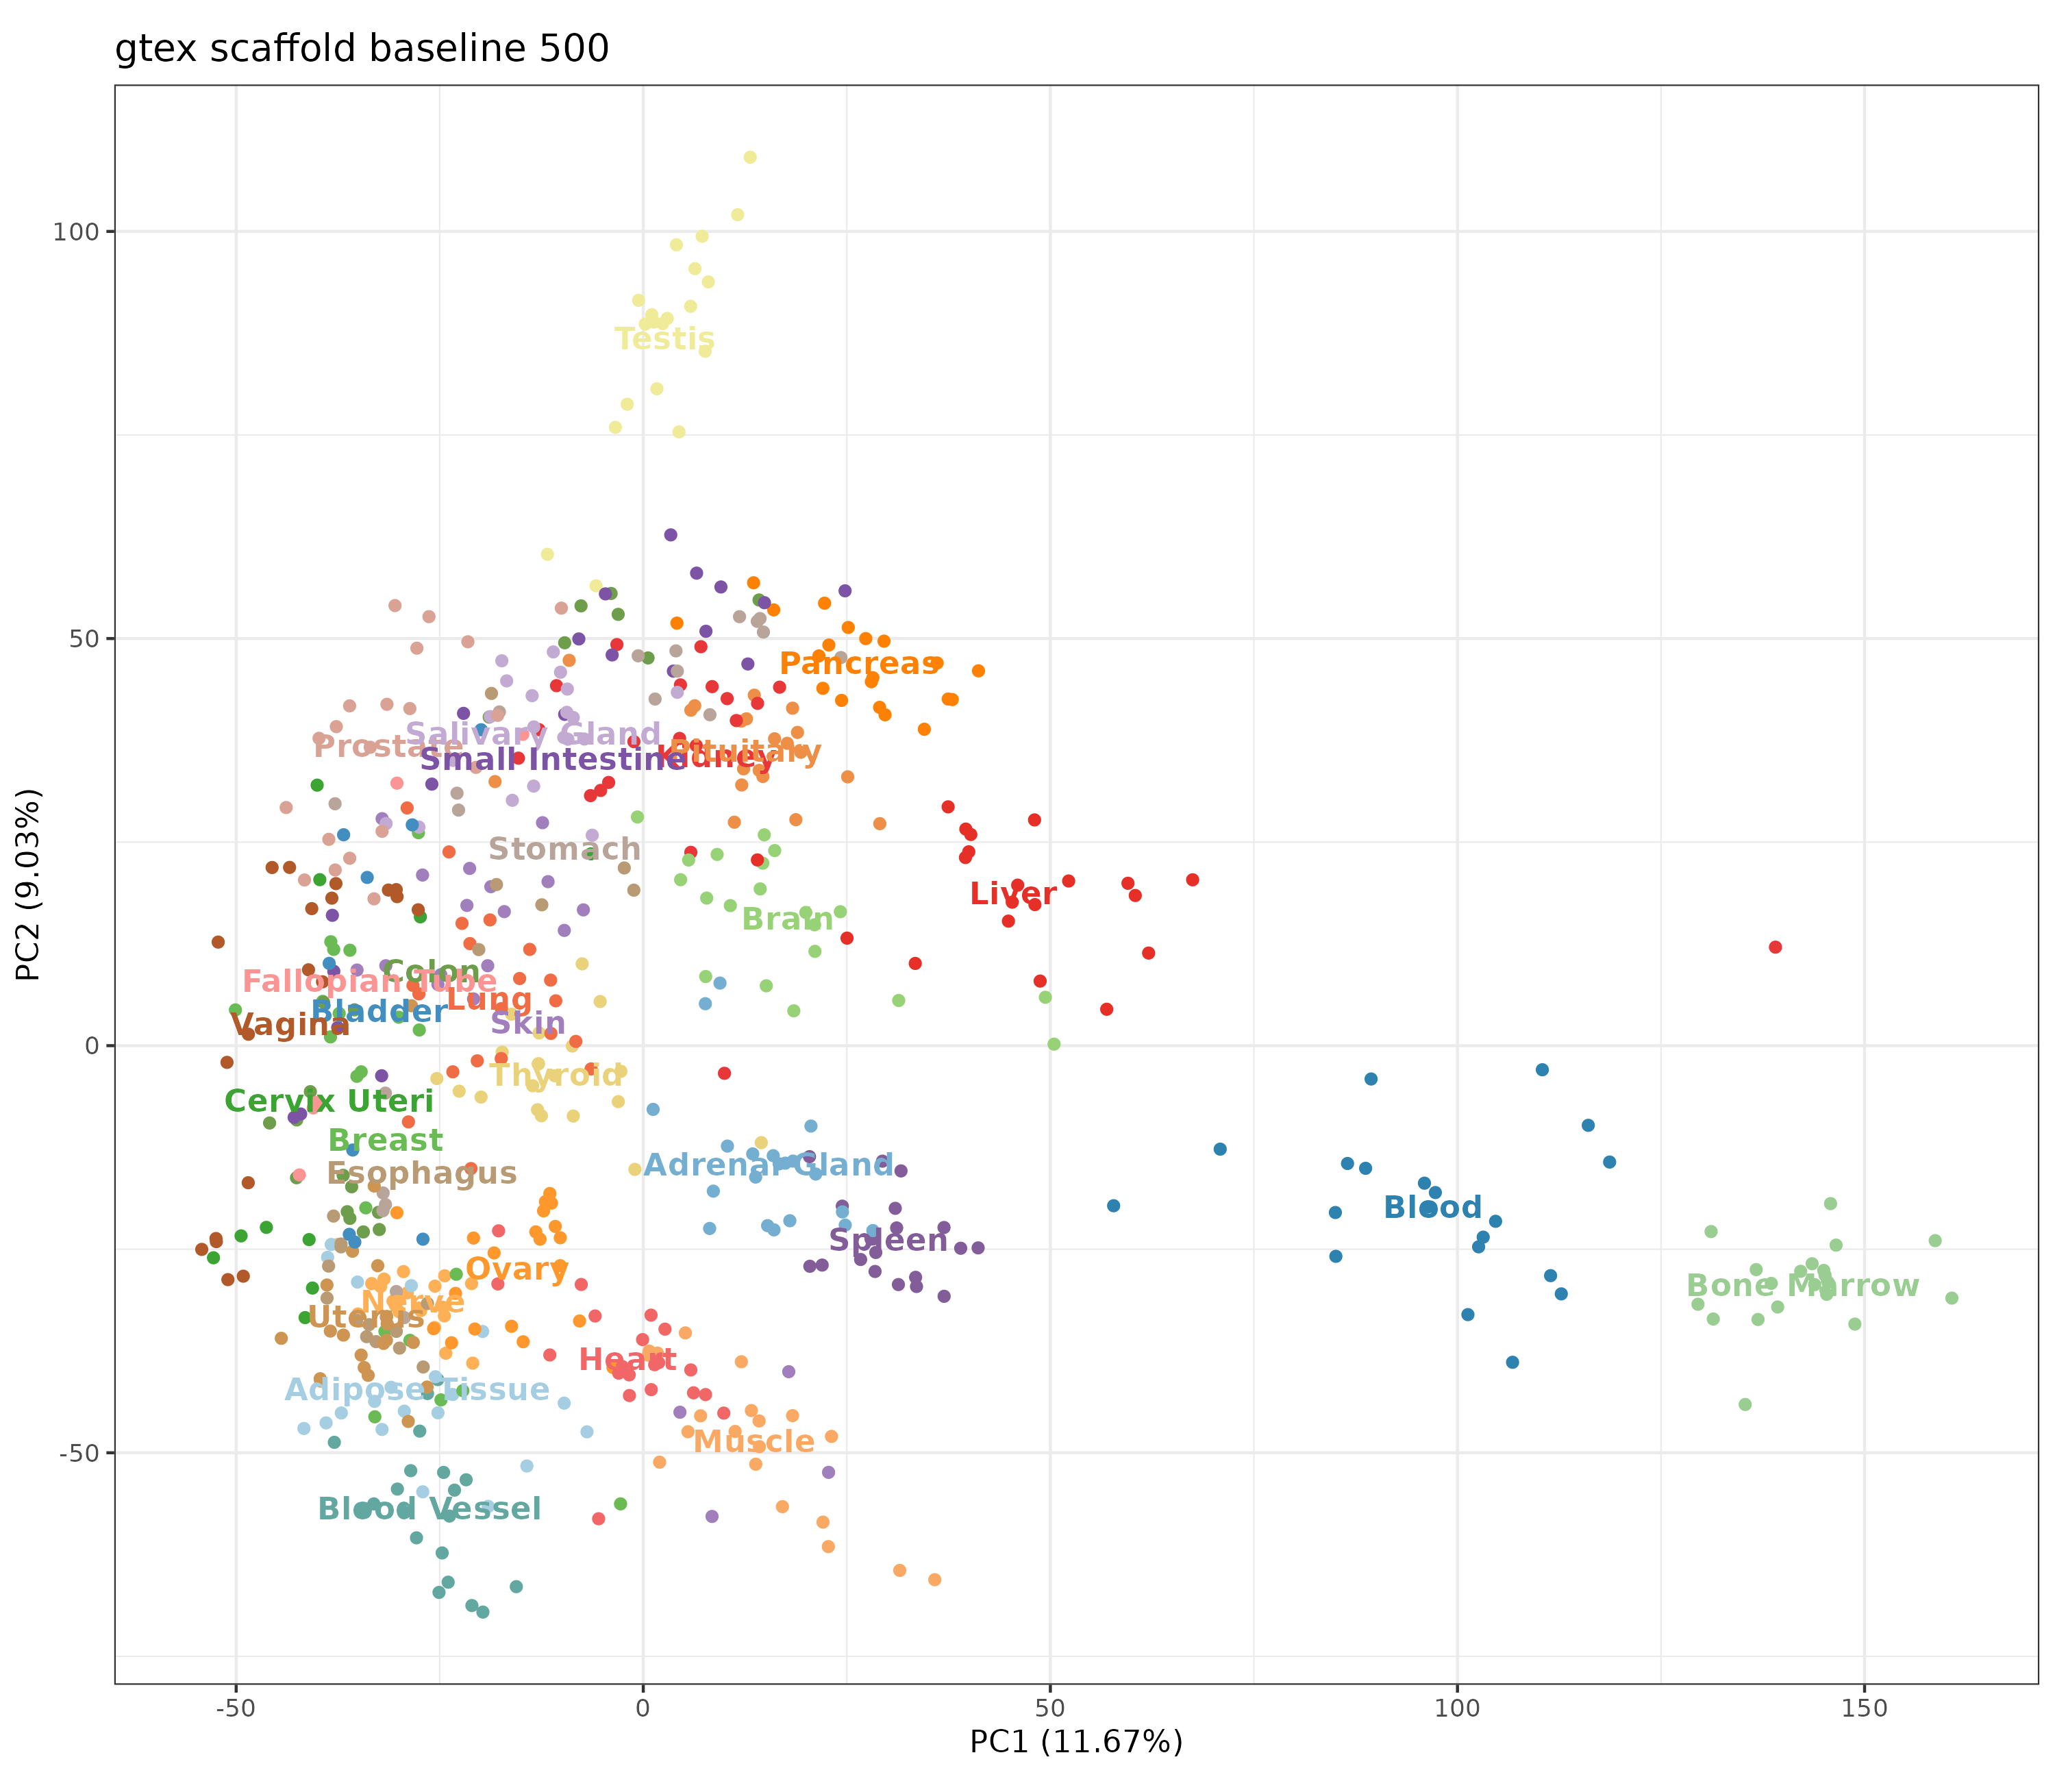 gtex scaffold baseline 500
100
Testis
50
Pancreas
Salivary Gland
Prostate
Pituitary
Small Intestine
Kidney
Stomach
Liver
Brain
Colon
Fallopian Tube
Lung
Bladder
Skin
Vagina
0
Thyroid
Cervix Uteri
Breast
Adrenal Gland
Esophagus
Blood
Spleen
Ovary
Bone Marrow
Nerve
Uterus
Heart
Adipose Tissue
Muscle
-50
Blood Vessel
-50
0
50
100
150
PC1 (11.67%)
PC2 (9.03%)